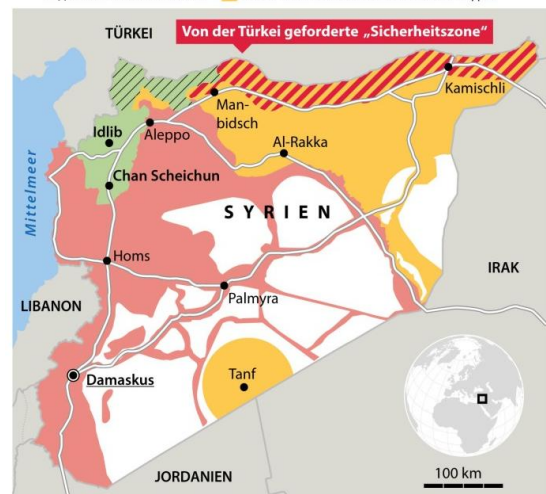 TÜRKEI
Von der Türkei geforderte „Sicherheitszone“
Kamischli
Man-
bidsch
Idlib
Aleppo
Al-Rakka
Chan Scheichun
Mittelmeer
SYRIEN
Homs
IRAK
LIBANON
Palmyra
Damaskus
Tanf
JORDANIEN
100 km